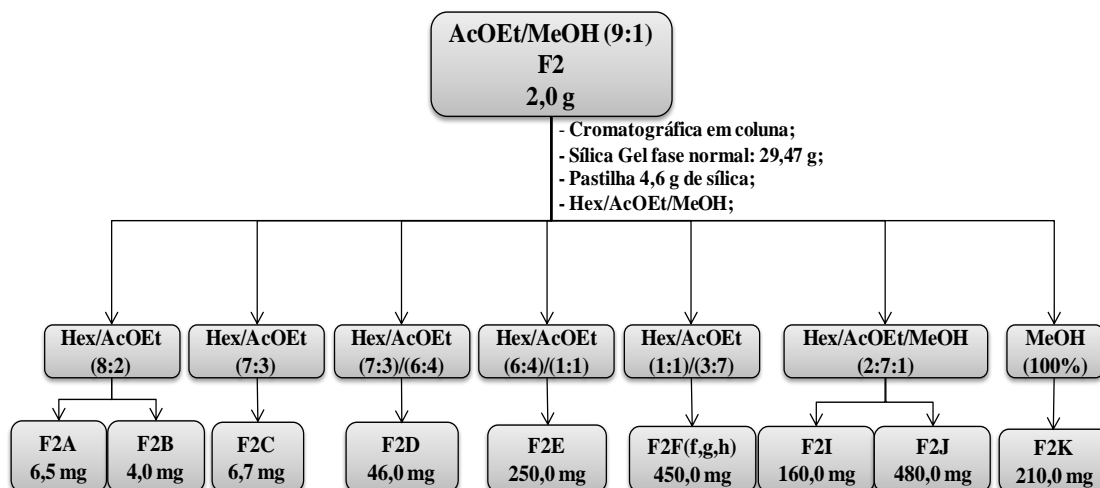 AcOEt/MeOH (9:1)
F2
2,0 g
- Cromatográfica em coluna;
- Sílica Gel fase normal: 29,47 g;
- Pastilha 4,6 g de sílica;
- Hex/AcOEt/MeOH;
Hex/AcOEt
(8:2)
Hex/AcOEt
(7:3)
Hex/AcOEt
(7:3)/(6:4)
Hex/AcOEt
(6:4)/(1:1)
Hex/AcOEt
(1:1)/(3:7)
Hex/AcOEt/MeOH
(2:7:1)
MeOH
(100%)
F2A
6,5 mg
F2B
4,0 mg
F2C
6,7 mg
F2D
46,0 mg
F2E
250,0 mg
F2F(f,g,h)
450,0 mg
F2I
160,0 mg
F2J
480,0 mg
F2K
210,0 mg